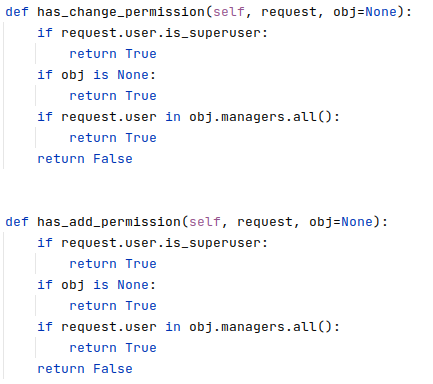 def has_change_permission(self, request, obj=None):
    if request.user.is_superuser:
        return True
    if obj is None:
        return True
    if request.user in obj.managers.all():
        return True
    return False

def has_add_permission(self, request, obj=None):
    if request.user.is_superuser:
        return True
    if obj is None:
        return True
    if request.user in obj.managers.all():
        return True
    return False